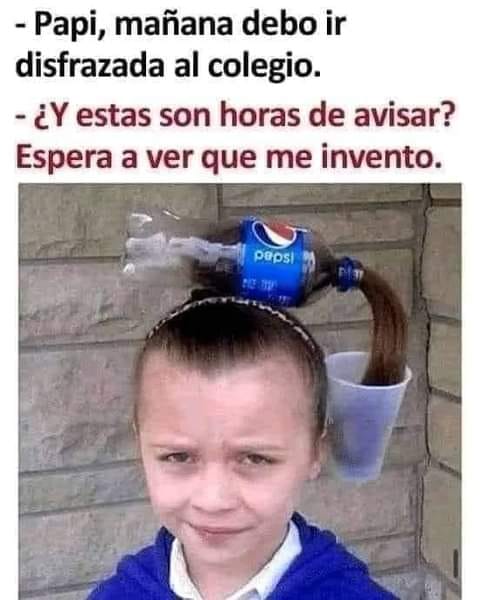 - Papi, mañana debo ir
disfrazada al colegio.
- ¿Y estas son horas de avisar?
Espera a ver que me invento.
pepsi